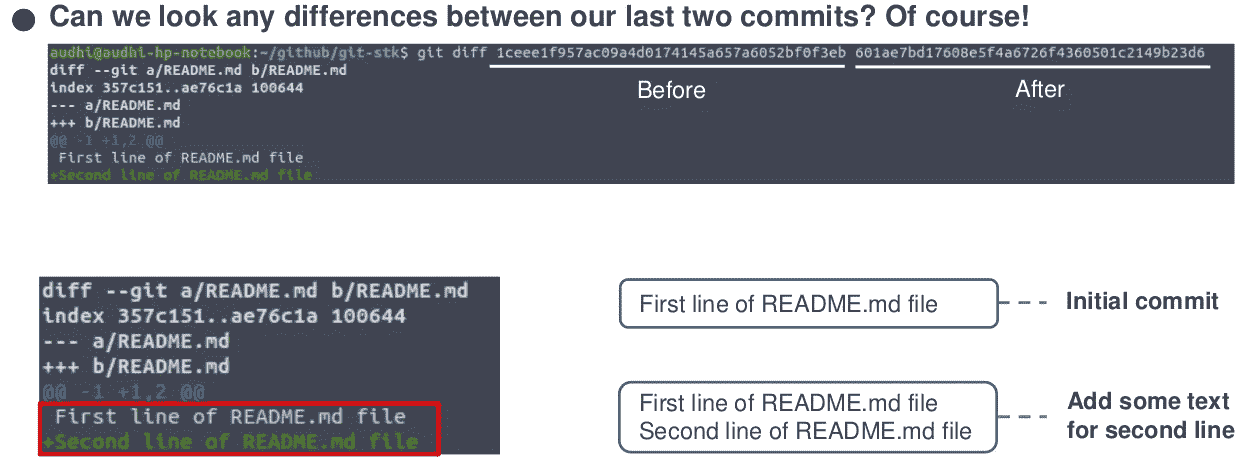 Can we look any differences between our last two commits? Of course!
audhi@audhi-hp-notebook:~/github/git-stk$ git diff 1ceee1f957ac09a4d0174145a657a6052bf0f3eb 601ae7bd17608e5f4a6726f4360501c2149b23d6
diff --git a/README.md b/README.md
index 357c151..ae76c1a 100644
--- a/README.md
+++ b/README.md
@@ -1 +1,2 @@
First line of README.md file
+Second line of README.md file
Before
After
diff --git a/README.md b/README.md
index 357c151..ae76c1a 100644
--- a/README.md
+++ b/README.md
@@ -1 +1,2 @@
First line of README.md file
+Second line of README.md file
First line of README.md file
Initial commit
First line of README.md file
Second line of README.md file
Add some text
for second line